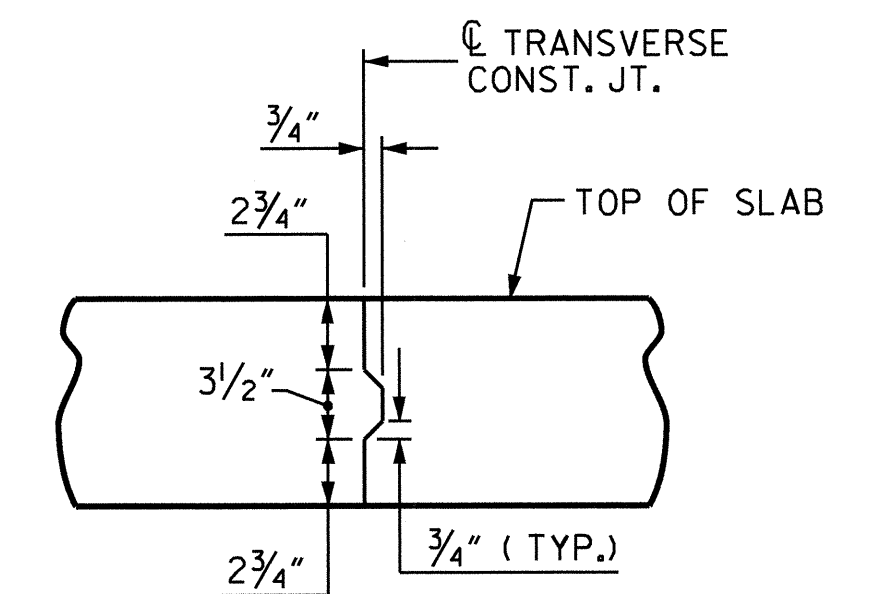 ℄ TRANSVERSE
CONST. JT.
3/4"
2 3/4"
TOP OF SLAB
3 1/2"
3/4" ( TYP.)
2 3/4"